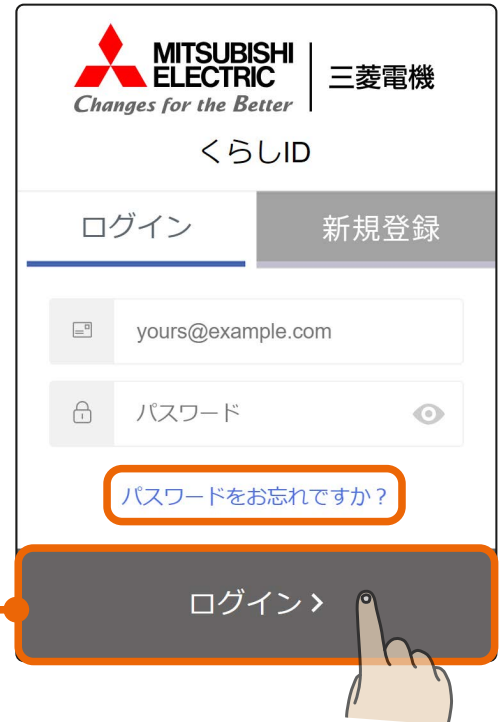 MITSUBISHI
ELECTRIC
Changes for the Better
三菱電機
くらしID
ログイン
新規登録
yours@example.com
パスワード
パスワードをお忘れですか？
ログイン ›